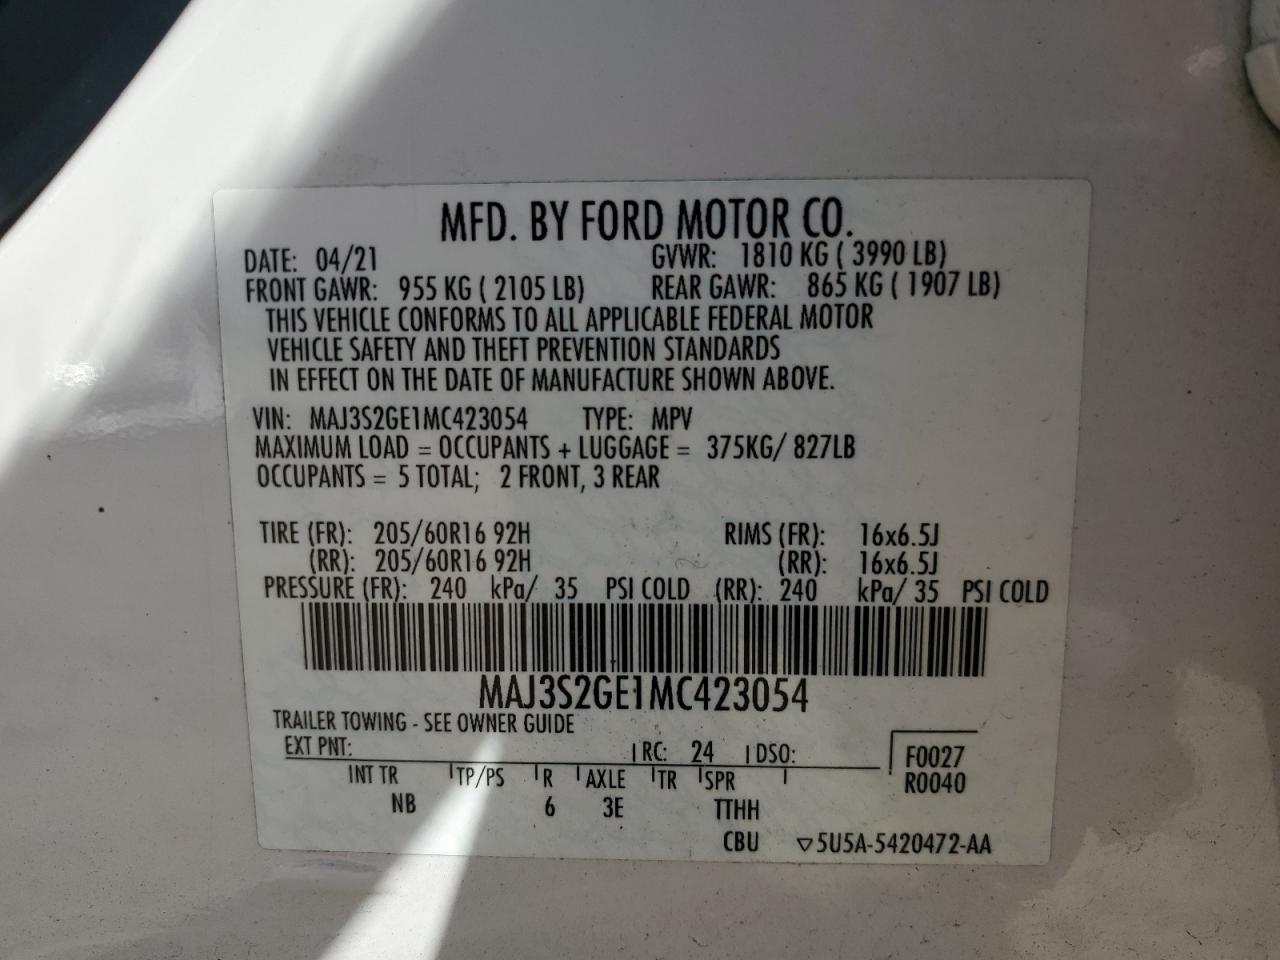 MFD. BY FORD MOTOR CO.
DATE: 04/21 GVWR: 1810 KG ( 3990 LB)
FRONT GAWR: 955 KG ( 2105 LB) REAR GAWR: 865 KG ( 1907 LB)
THIS VEHICLE CONFORMS TO ALL APPLICABLE FEDERAL MOTOR
VEHICLE SAFETY AND THEFT PREVENTION STANDARDS
IN EFFECT ON THE DATE OF MANUFACTURE SHOWN ABOVE.
VIN: MAJ3S2GE1MC423054 TYPE: MPV
MAXIMUM LOAD = OCCUPANTS + LUGGAGE = 375KG/ 827LB
OCCUPANTS = 5 TOTAL; 2 FRONT, 3 REAR
TIRE (FR): 205/60R16 92H RIMS (FR): 16x6.5J
(RR): 205/60R16 92H (RR): 16x6.5J
PRESSURE (FR): 240 kPa/ 35 PSI COLD (RR): 240 kPa/ 35 PSI COLD
MAJ3S2GE1MC423054
TRAILER TOWING - SEE OWNER GUIDE
EXT PNT: RC: 24 DSO: F0027
INT TR TP/PS R AXLE TR SPR R0040
NB 6 3E TTHH
CBU ▽5U5A-5420472-AA